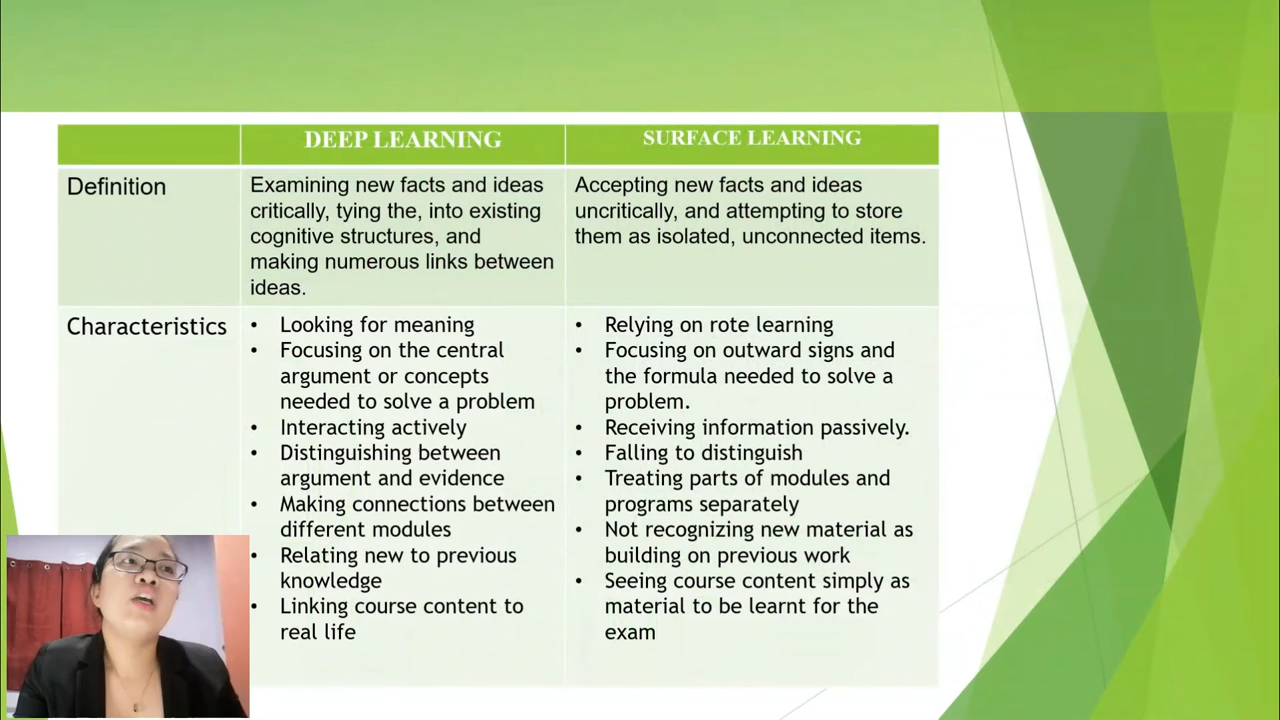 DEEP LEARNING
SURFACE LEARNING
Definition
Examining new facts and ideas
critically, tying the, into existing
cognitive structures, and
making numerous links between
ideas.
Accepting new facts and ideas
uncritically, and attempting to store
them as isolated, unconnected items.
Characteristics
• Looking for meaning
• Focusing on the central
argument or concepts
needed to solve a problem
• Interacting actively
• Distinguishing between
argument and evidence
• Making connections between
different modules
• Relating new to previous
knowledge
• Linking course content to
real life
• Relying on rote learning
• Focusing on outward signs and
the formula needed to solve a
problem.
• Receiving information passively.
• Falling to distinguish
• Treating parts of modules and
programs separately
• Not recognizing new material as
building on previous work
• Seeing course content simply as
material to be learnt for the
exam